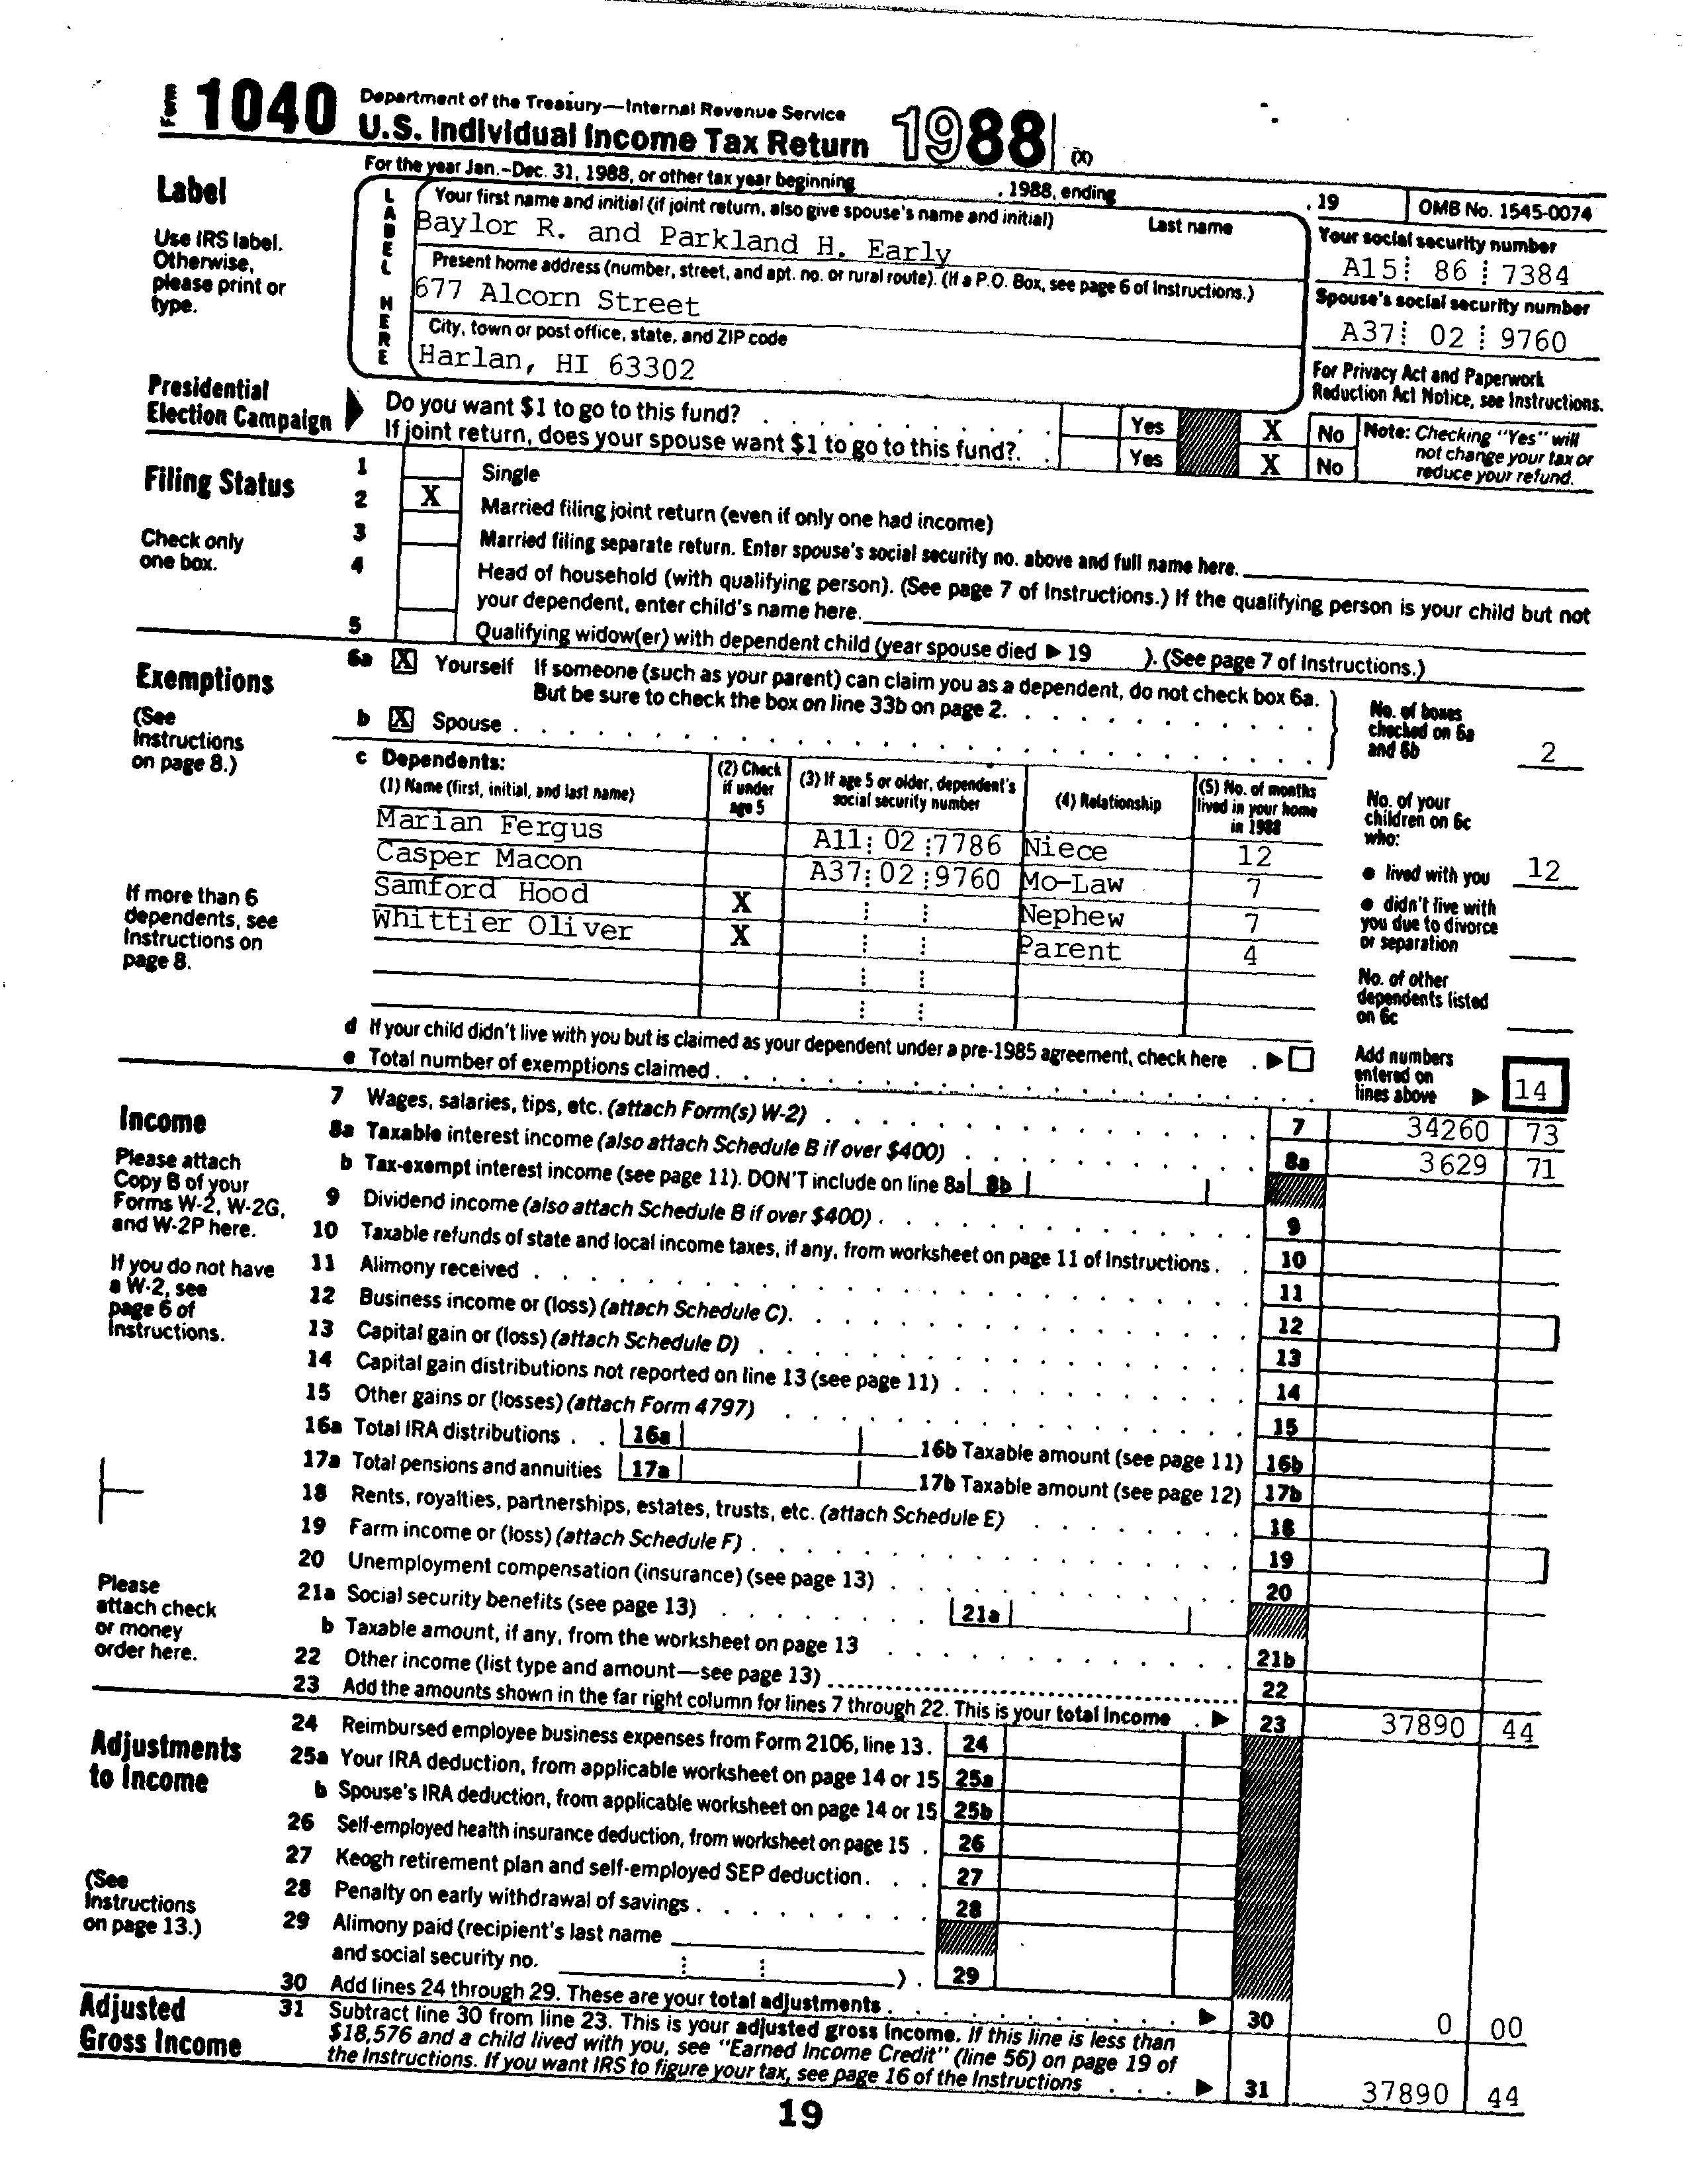 Form 1040 Department of the Treasury—Internal Revenue Service
U.S. Individual Income Tax Return 1988 (X)
For the year Jan.-Dec. 31, 1988, or other tax year beginning , 1988, ending , 19 OMB No. 1545-0074
Label
Use IRS label.
Otherwise,
please print or
type.
LABEL HERE
Your first name and initial (if joint return, also give spouse's name and initial) Last name
Baylor R. and Parkland H. Early
Your social security number
A15 86 7384
Present home address (number, street, and apt. no. or rural route). (If a P.O. Box, see page 6 of Instructions.)
677 Alcorn Street
Spouse's social security number
A37 02 9760
City, town or post office, state, and ZIP code
Harlan, HI 63302
For Privacy Act and Paperwork
Reduction Act Notice, see Instructions.
Presidential
Election Campaign
Do you want $1 to go to this fund? Yes X No
If joint return, does your spouse want $1 to go to this fund? Yes X No
Note: Checking "Yes" will
not change your tax or
reduce your refund.
Filing Status
Check only
one box.
1 Single
2 X Married filing joint return (even if only one had income)
3 Married filing separate return. Enter spouse's social security no. above and full name here.
4 Head of household (with qualifying person). (See page 7 of Instructions.) If the qualifying person is your child but not
your dependent, enter child's name here.
5 Qualifying widow(er) with dependent child (year spouse died ▶ 19 ). (See page 7 of Instructions.)
Exemptions
(See
Instructions
on page 8.)
6a X Yourself If someone (such as your parent) can claim you as a dependent, do not check box 6a.
But be sure to check the box on line 33b on page 2.
b X Spouse
No. of boxes
checked on 6a
and 6b 2
c Dependents:
(1) Name (first, initial, and last name)
(2) Check
if under
age 5
(3) If age 5 or older, dependent's
social security number
(4) Relationship
(5) No. of months
lived in your home
in 1988
Marian Fergus A11 02 7786 Niece 12
Casper Macon A37 02 9760 Mo-Law 7
Samford Hood X Nephew 7
Whittier Oliver X Parent 4
If more than 6
dependents, see
Instructions on
page 8.
No. of your
children on 6c
who:
● lived with you 12
● didn't live with
you due to divorce
or separation
No. of other
dependents listed
on 6c
d If your child didn't live with you but is claimed as your dependent under a pre-1985 agreement, check here ▶
e Total number of exemptions claimed
Add numbers
entered on
lines above ▶ 14
Income
Please attach
Copy B of your
Forms W-2, W-2G,
and W-2P here.
If you do not have
a W-2, see
page 6 of
Instructions.
Please
attach check
or money
order here.
7 Wages, salaries, tips, etc. (attach Form(s) W-2) 7 34260 73
8a Taxable interest income (also attach Schedule B if over $400) 8a 3629 71
b Tax-exempt interest income (see page 11). DON'T include on line 8a 8b
9 Dividend income (also attach Schedule B if over $400) 9
10 Taxable refunds of state and local income taxes, if any, from worksheet on page 11 of Instructions 10
11 Alimony received 11
12 Business income or (loss) (attach Schedule C) 12
13 Capital gain or (loss) (attach Schedule D) 13
14 Capital gain distributions not reported on line 13 (see page 11) 14
15 Other gains or (losses) (attach Form 4797) 15
16a Total IRA distributions 16a 16b Taxable amount (see page 11) 16b
17a Total pensions and annuities 17a 17b Taxable amount (see page 12) 17b
18 Rents, royalties, partnerships, estates, trusts, etc. (attach Schedule E) 18
19 Farm income or (loss) (attach Schedule F) 19
20 Unemployment compensation (insurance) (see page 13) 20
21a Social security benefits (see page 13) 21a
b Taxable amount, if any, from the worksheet on page 13 21b
22 Other income (list type and amount—see page 13) 22
23 Add the amounts shown in the far right column for lines 7 through 22. This is your total income ▶ 23 37890 44
Adjustments
to Income
(See
Instructions
on page 13.)
24 Reimbursed employee business expenses from Form 2106, line 13. 24
25a Your IRA deduction, from applicable worksheet on page 14 or 15 25a
b Spouse's IRA deduction, from applicable worksheet on page 14 or 15 25b
26 Self-employed health insurance deduction, from worksheet on page 15 26
27 Keogh retirement plan and self-employed SEP deduction 27
28 Penalty on early withdrawal of savings 28
29 Alimony paid (recipient's last name
and social security no. ) 29
30 Add lines 24 through 29. These are your total adjustments ▶ 30 0 00
Adjusted
Gross Income
31 Subtract line 30 from line 23. This is your adjusted gross income. If this line is less than
$18,576 and a child lived with you, see "Earned Income Credit" (line 56) on page 19 of
the Instructions. If you want IRS to figure your tax, see page 16 of the Instructions ▶ 31 37890 44
19